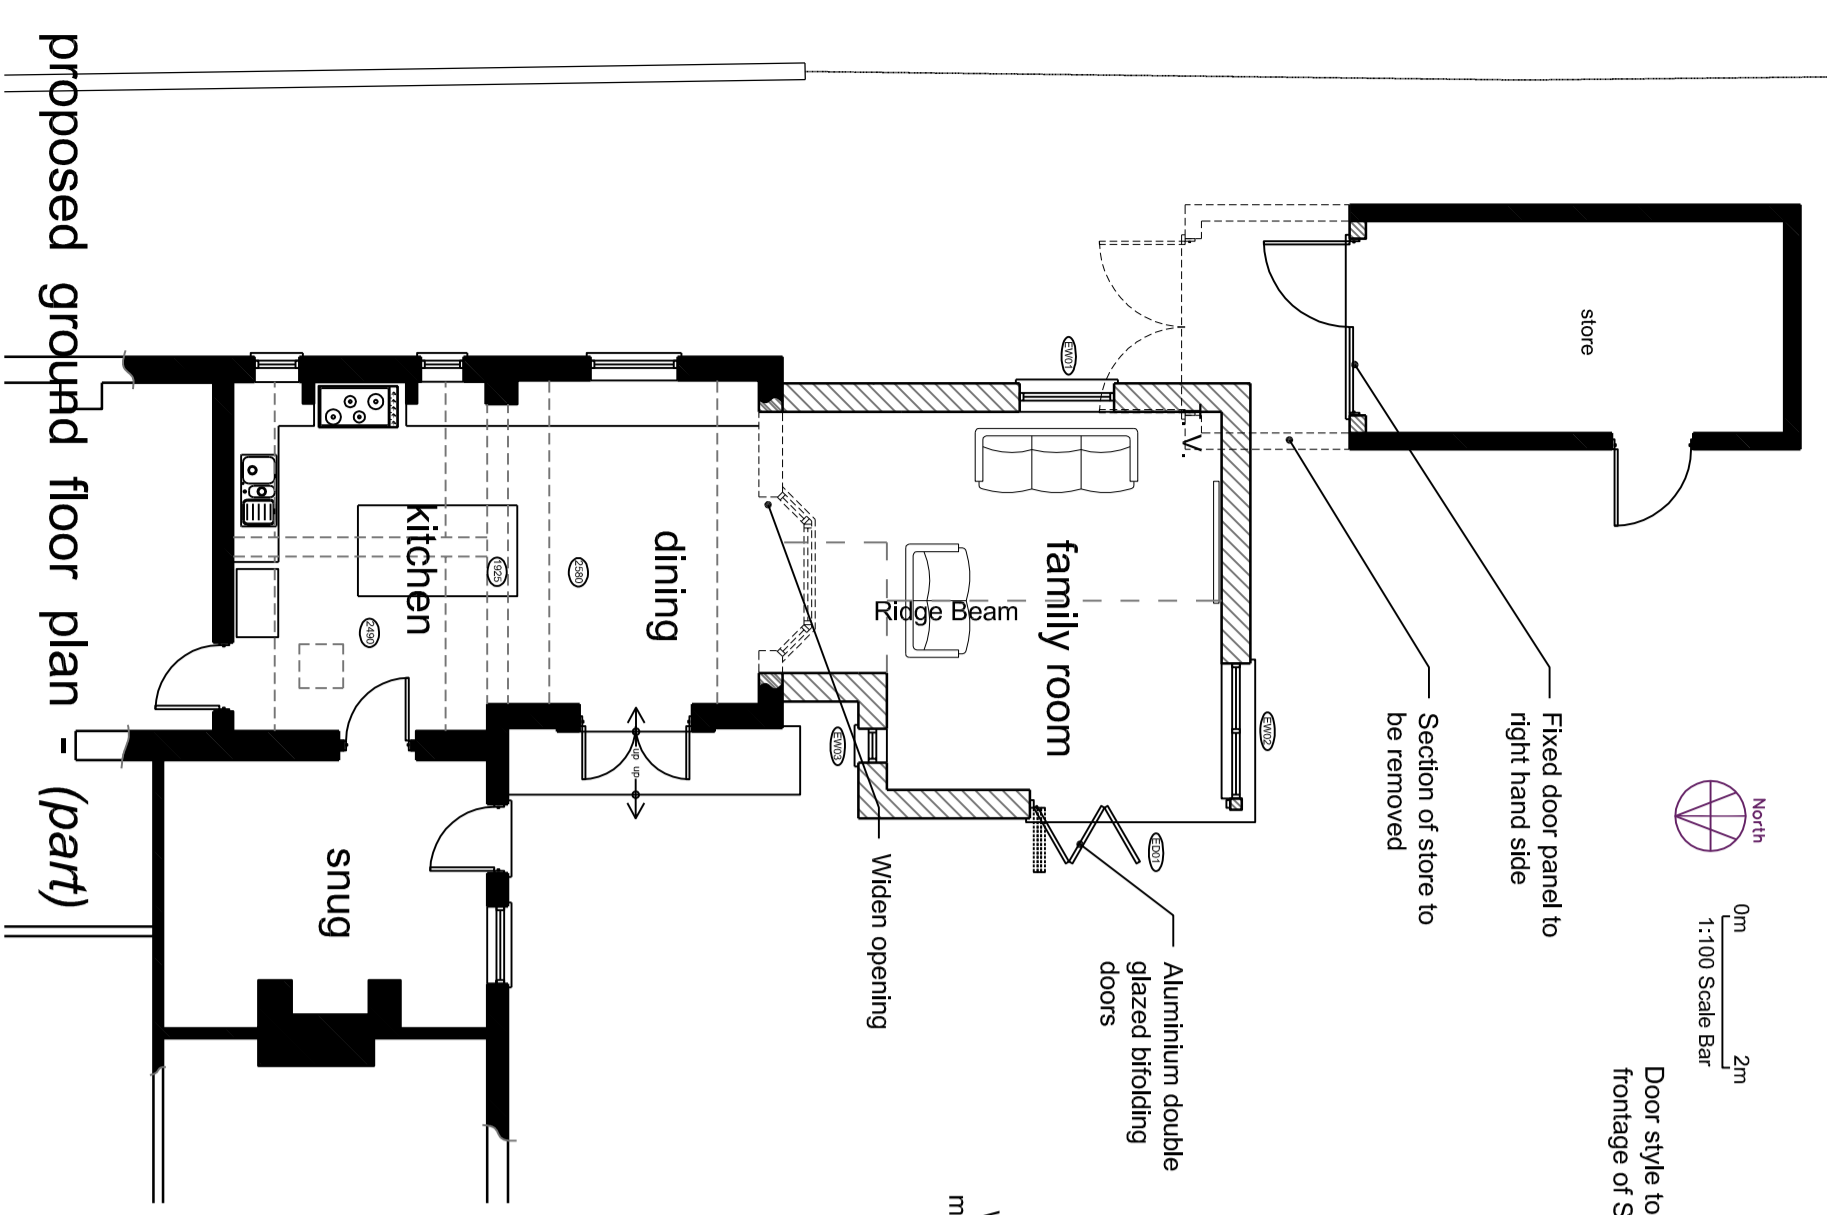 proposed ground floor plan - (part)
store
T.V.
EW01
kitchen
1925
2580
2490
dining
Ridge Beam
family room
EW02
EW03
ED01
up up
snug
Widen opening
Aluminium double
glazed bifolding
doors
Section of store to
be removed
Fixed door panel to
right hand side
North
0m
2m
1:100 Scale Bar
Door style to
frontage of S